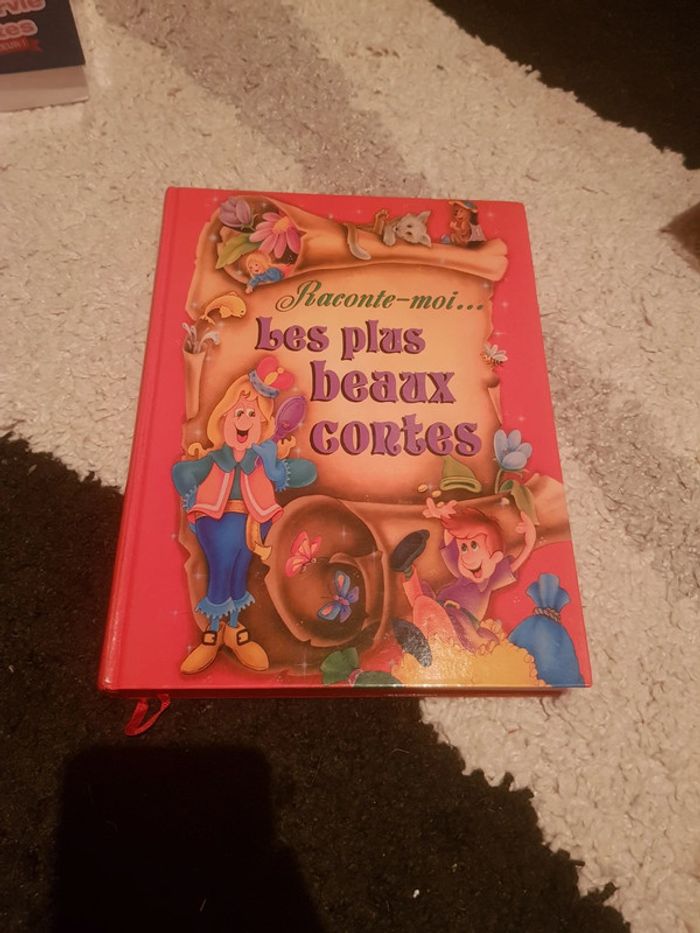 Raconte-moi...
Les plus
beaux
contes